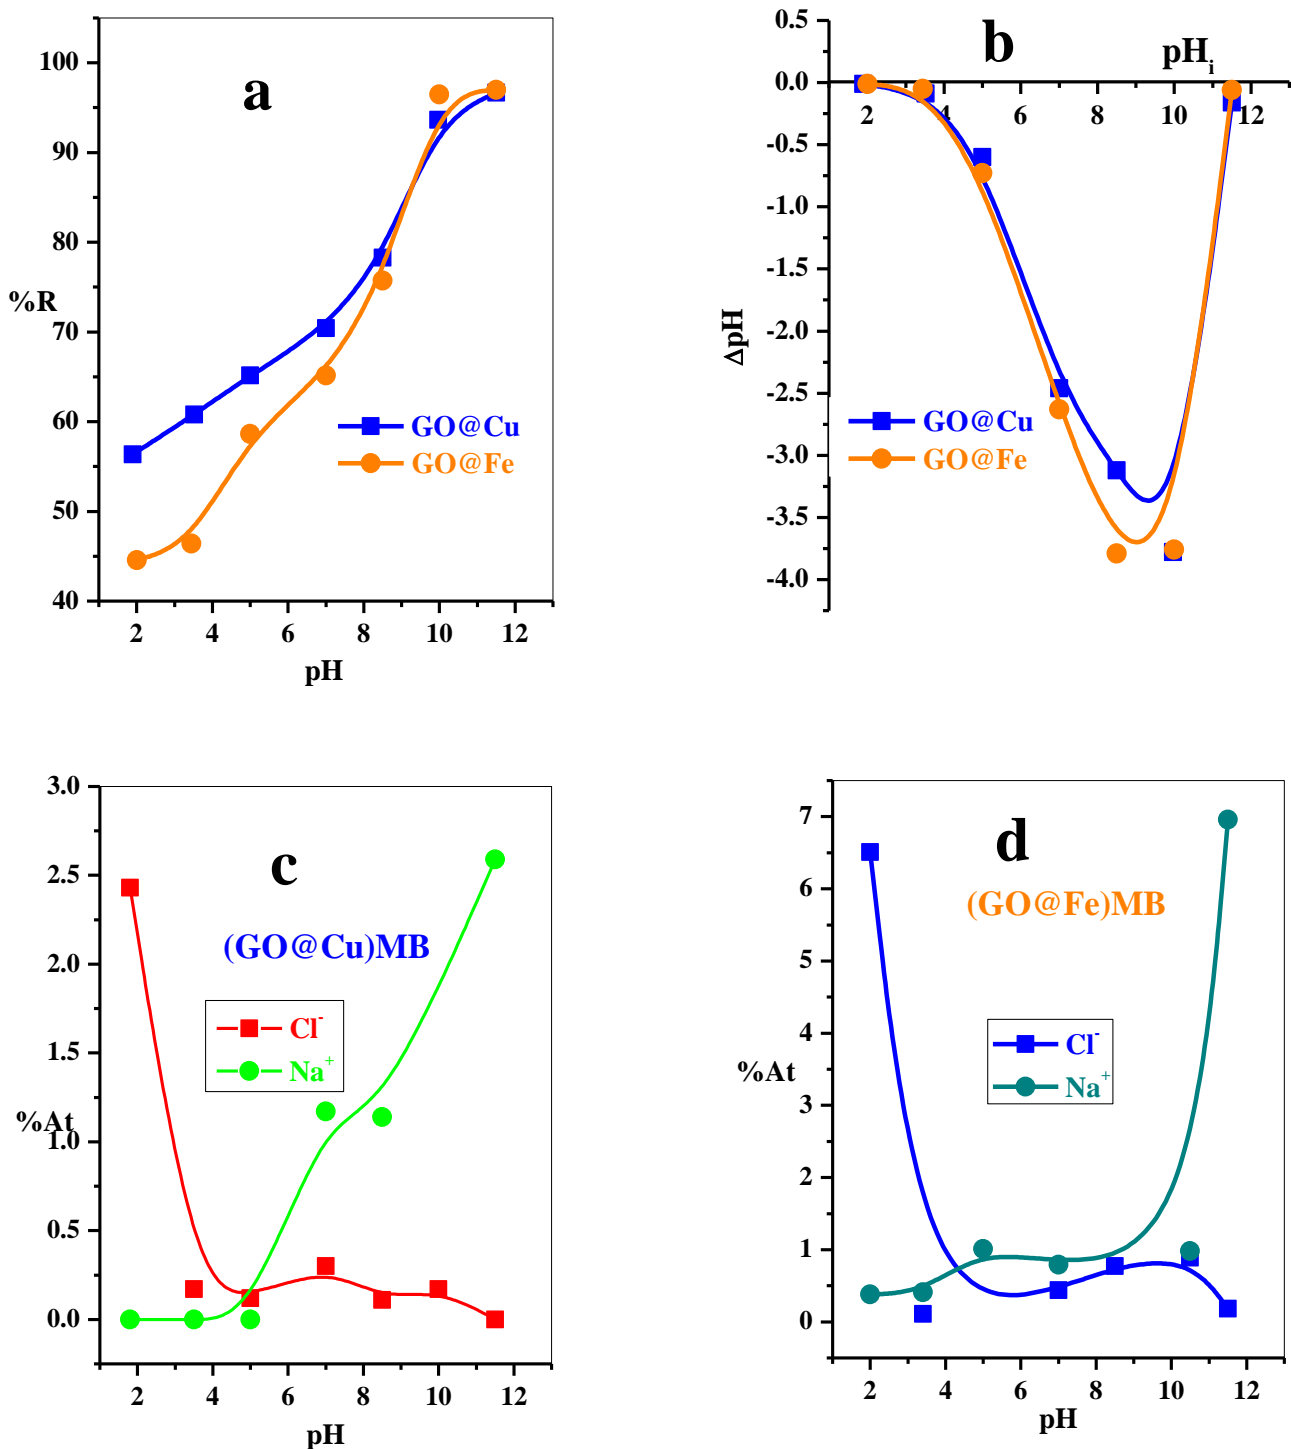 a
100
90
80
70
60
50
40
%R
GO@Cu
GO@Fe
2 4 6 8 10 12
pH
b
pHi
0.5
0.0
-0.5
-1.0
-1.5
-2.0
-2.5
-3.0
-3.5
-4.0
2 4 6 8 10 12
ΔpH
GO@Cu
GO@Fe
c
3.0
2.5
2.0
1.5
1.0
0.5
0.0
%At
(GO@Cu)MB
Cl-
Na+
2 4 6 8 10 12
pH
d
7
6
5
4
3
2
1
0
%At
(GO@Fe)MB
Cl-
Na+
2 4 6 8 10 12
pH